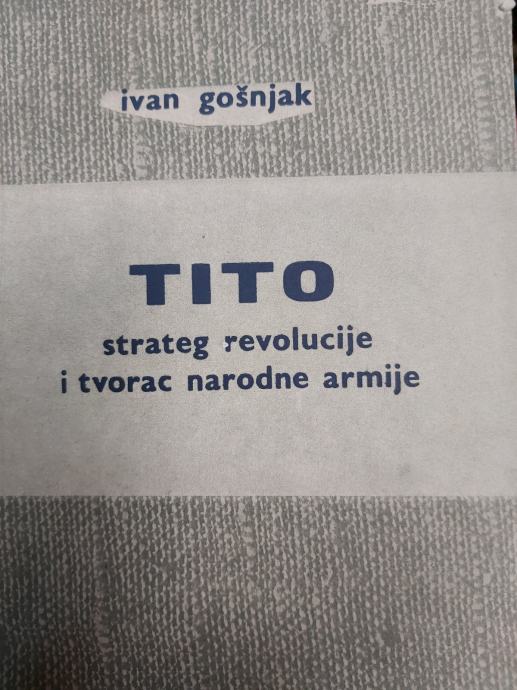 ivan gošnjak
TITO
strateg revolucije
i tvorac narodne armije